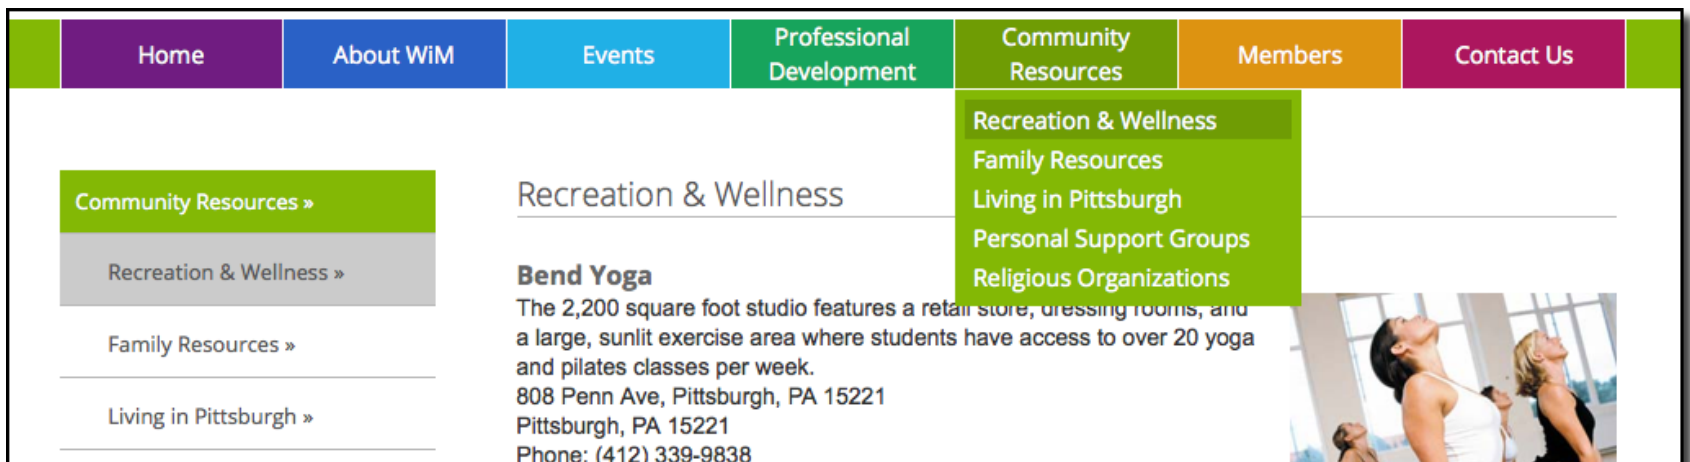 Home
About WiM
Events
Professional
Development
Community
Resources
Members
Contact Us
Recreation & Wellness
Family Resources
Living in Pittsburgh
Personal Support Groups
Religious Organizations
Community Resources »
Recreation & Wellness »
Family Resources »
Living in Pittsburgh »
Recreation & Wellness
Bend Yoga
The 2,200 square foot studio features a retail store, dressing rooms, and
a large, sunlit exercise area where students have access to over 20 yoga
and pilates classes per week.
808 Penn Ave, Pittsburgh, PA 15221
Pittsburgh, PA 15221
Phone: (412) 339-9838